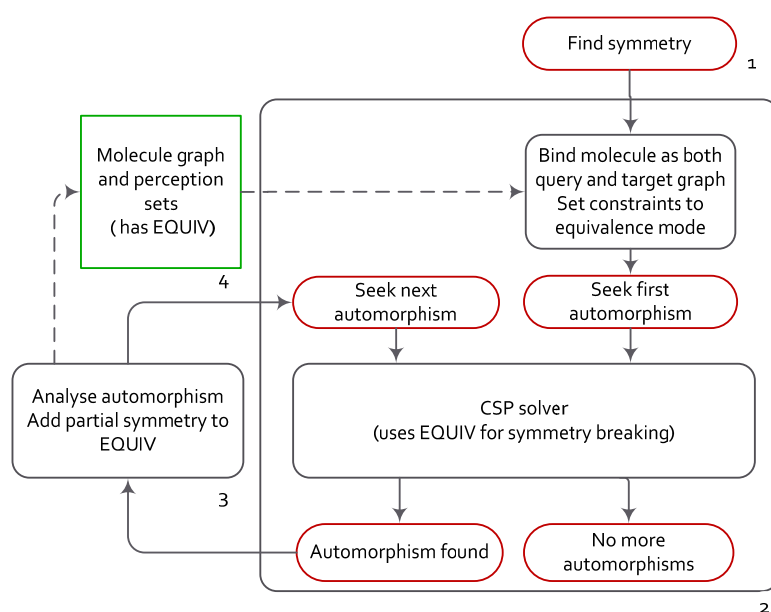 Find symmetry
1
Molecule graph
and perception
sets
( has EQUIV)
Bind molecule as both
query and target graph
Set constraints to
equivalence mode
4
Seek next
automorphism
Seek first
automorphism
Analyse automorphism
Add partial symmetry to
EQUIV
CSP solver
(uses EQUIV for symmetry breaking)
3
Automorphism found
No more
automorphisms
2